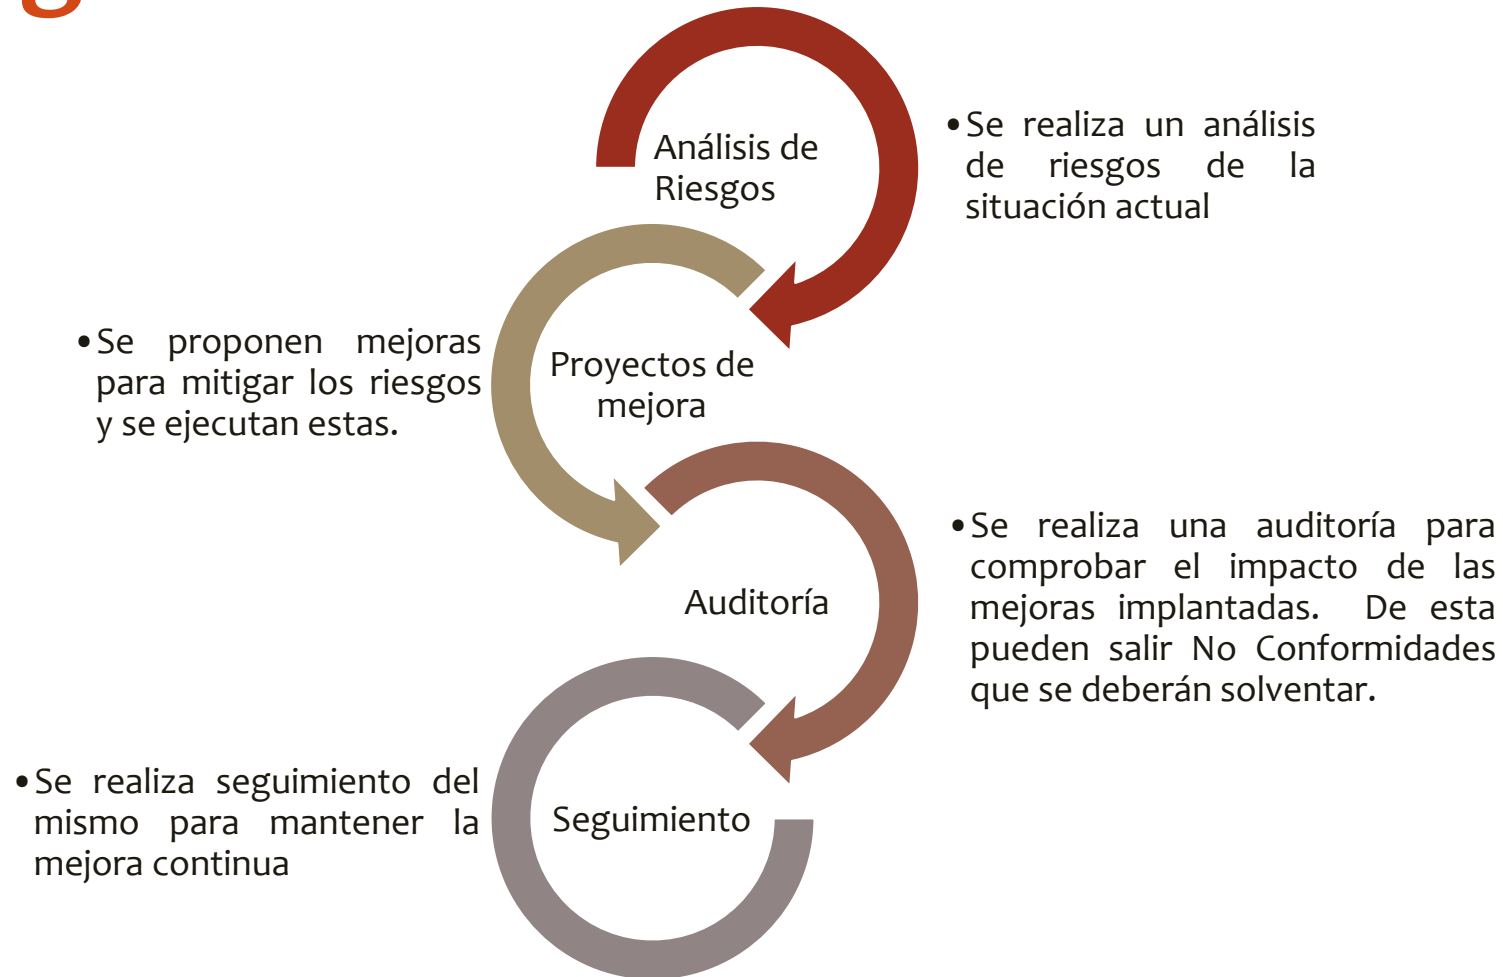 g
Análisis de
Riesgos
•Se realiza un análisis
de riesgos de la
situación actual
•Se proponen mejoras
para mitigar los riesgos
y se ejecutan estas.
Proyectos de
mejora
Auditoría
•Se realiza una auditoría para
comprobar el impacto de las
mejoras implantadas. De esta
pueden salir No Conformidades
que se deberán solventar.
•Se realiza seguimiento del
mismo para mantener la
mejora continua
Seguimiento